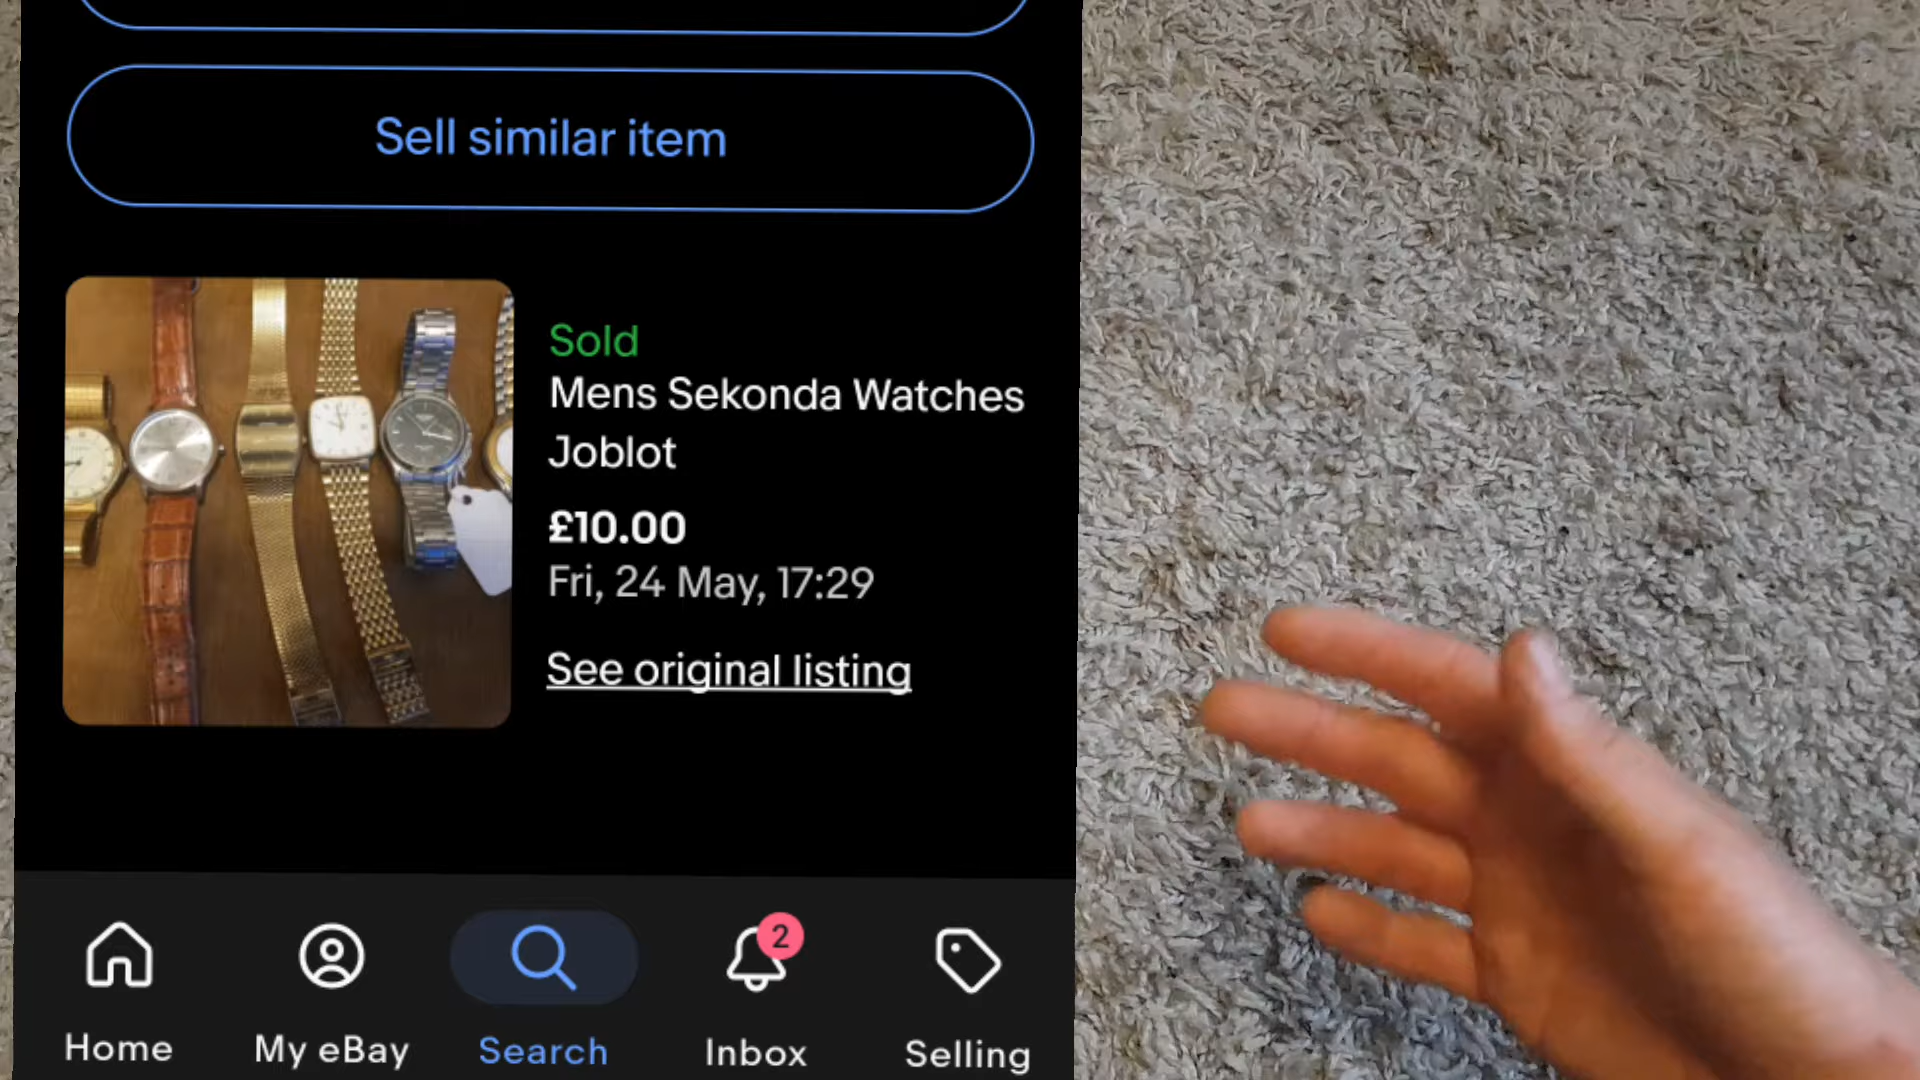 Sell similar item
Sold
Mens Sekonda Watches
Joblot
£10.00
Fri, 24 May, 17:29
See original listing
2
Home
My eBay
Search
Inbox
Selling